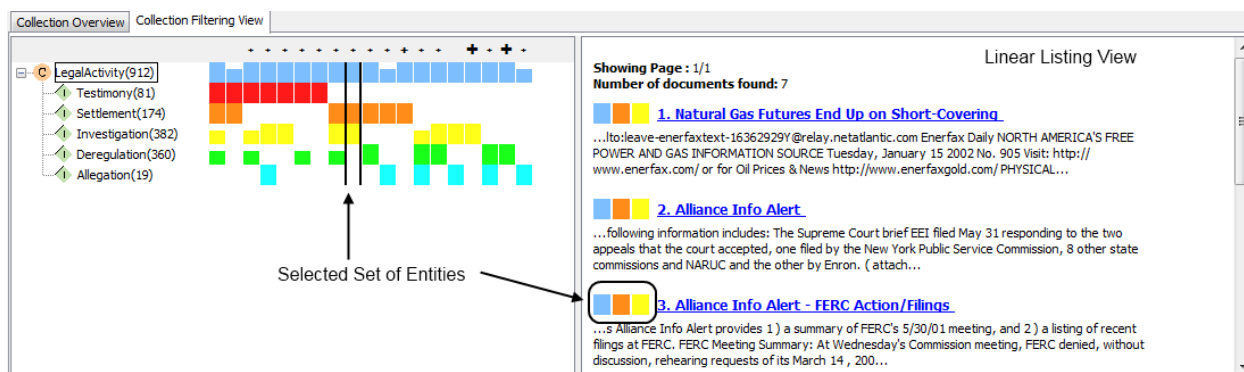 Collection Overview
Collection Filtering View
C LegalActivity(912)
I Testimony(81)
I Settlement(174)
I Investigation(382)
I Deregulation(360)
I Allegation(19)
Selected Set of Entities
Linear Listing View
Showing Page : 1/1
Number of documents found: 7
1. Natural Gas Futures End Up on Short-Covering
...lto:leave-enerfaxtext-16362929Y@relay.netatlantic.com Enerfax Daily NORTH AMERICA'S FREE
POWER AND GAS INFORMATION SOURCE Tuesday, January 15 2002 No. 905 Visit: http://
www.enerfax.com/ or for Oil Prices & News http://www.enerfaxgold.com/ PHYSICAL...
2. Alliance Info Alert
...following information includes: The Supreme Court brief EEI filed May 31 responding to the two
appeals that the court accepted, one filed by the New York Public Service Commission, 8 other state
commissions and NARUC and the other by Enron. ( attach...
3. Alliance Info Alert - FERC Action/Filings
...s Alliance Info Alert provides 1 ) a summary of FERC's 5/30/01 meeting, and 2 ) a listing of recent
filings at FERC. FERC Meeting Summary: At Wednesday's Commission meeting, FERC denied, without
discussion, rehearing requests of its March 14 , 200...